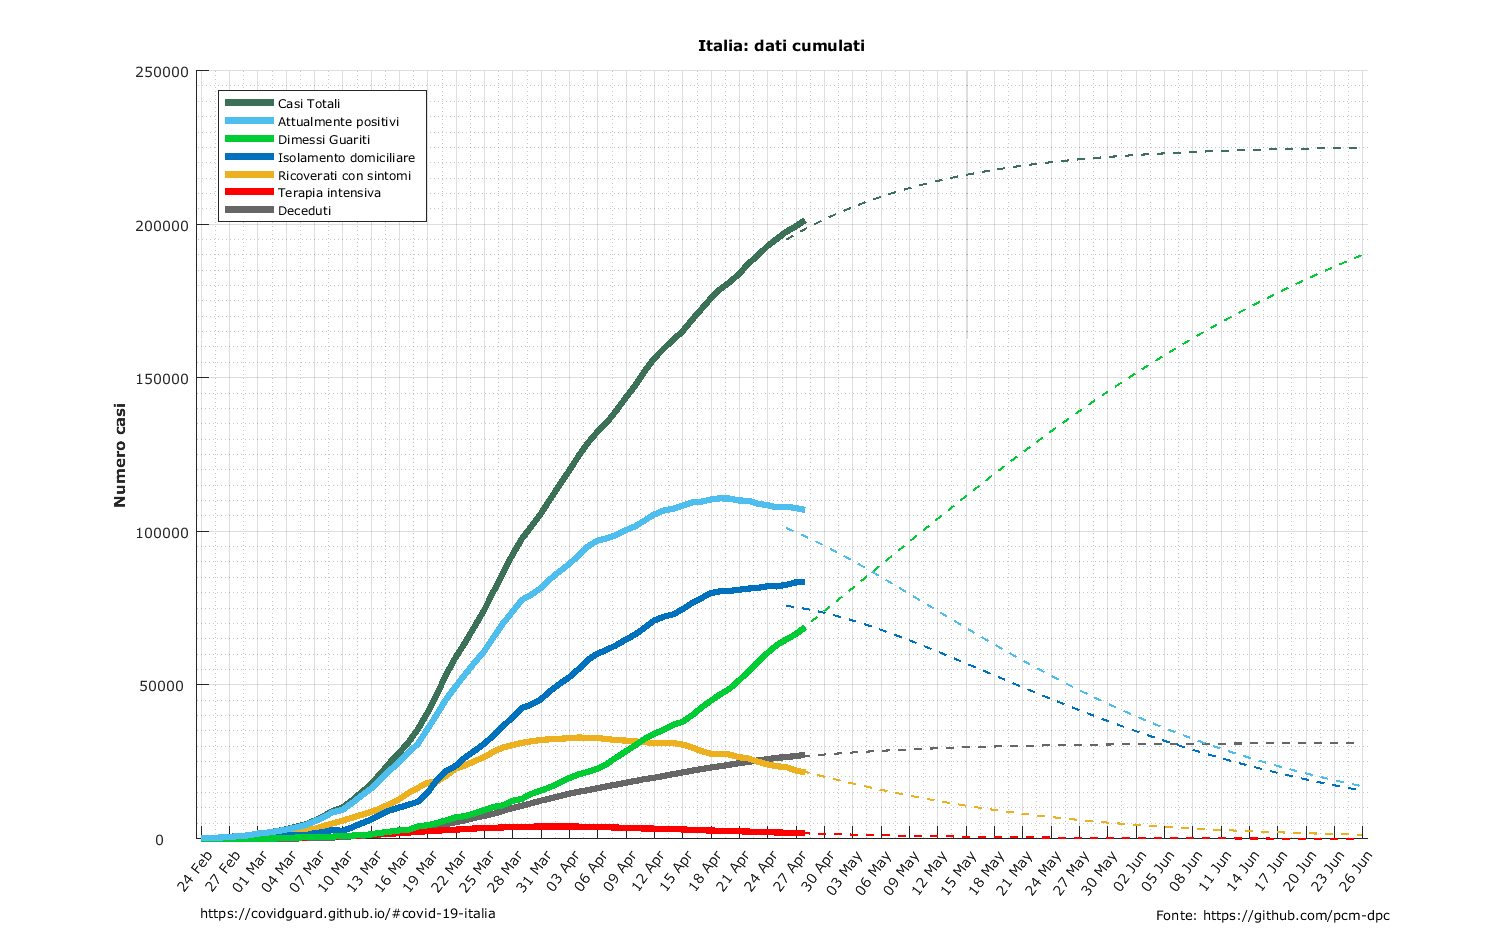 Italia: dati cumulati
250000
200000
150000
100000
50000
0
Numero casi
Casi Totali
Attualmente positivi
Dimessi Guariti
Isolamento domiciliare
Ricoverati con sintomi
Terapia intensiva
Deceduti
24 Feb
27 Feb
01 Mar
04 Mar
07 Mar
10 Mar
13 Mar
16 Mar
19 Mar
22 Mar
25 Mar
28 Mar
31 Mar
03 Apr
06 Apr
09 Apr
12 Apr
15 Apr
18 Apr
21 Apr
24 Apr
27 Apr
30 Apr
03 May
06 May
09 May
12 May
15 May
18 May
21 May
24 May
27 May
30 May
02 Jun
05 Jun
08 Jun
11 Jun
14 Jun
17 Jun
20 Jun
23 Jun
26 Jun
https://covidguard.github.io/#covid-19-italia
Fonte: https://github.com/pcm-dpc